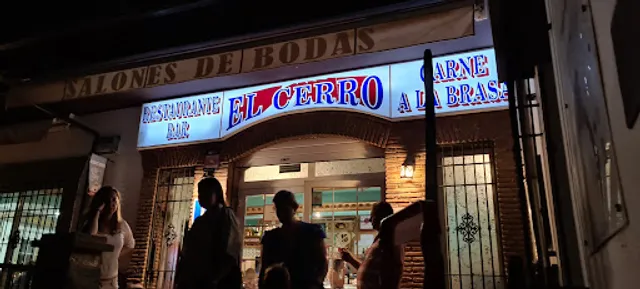 SALONES DE BODAS
RESTAURANTE
BAR
EL CERRO
CARNE
A LA BRASA